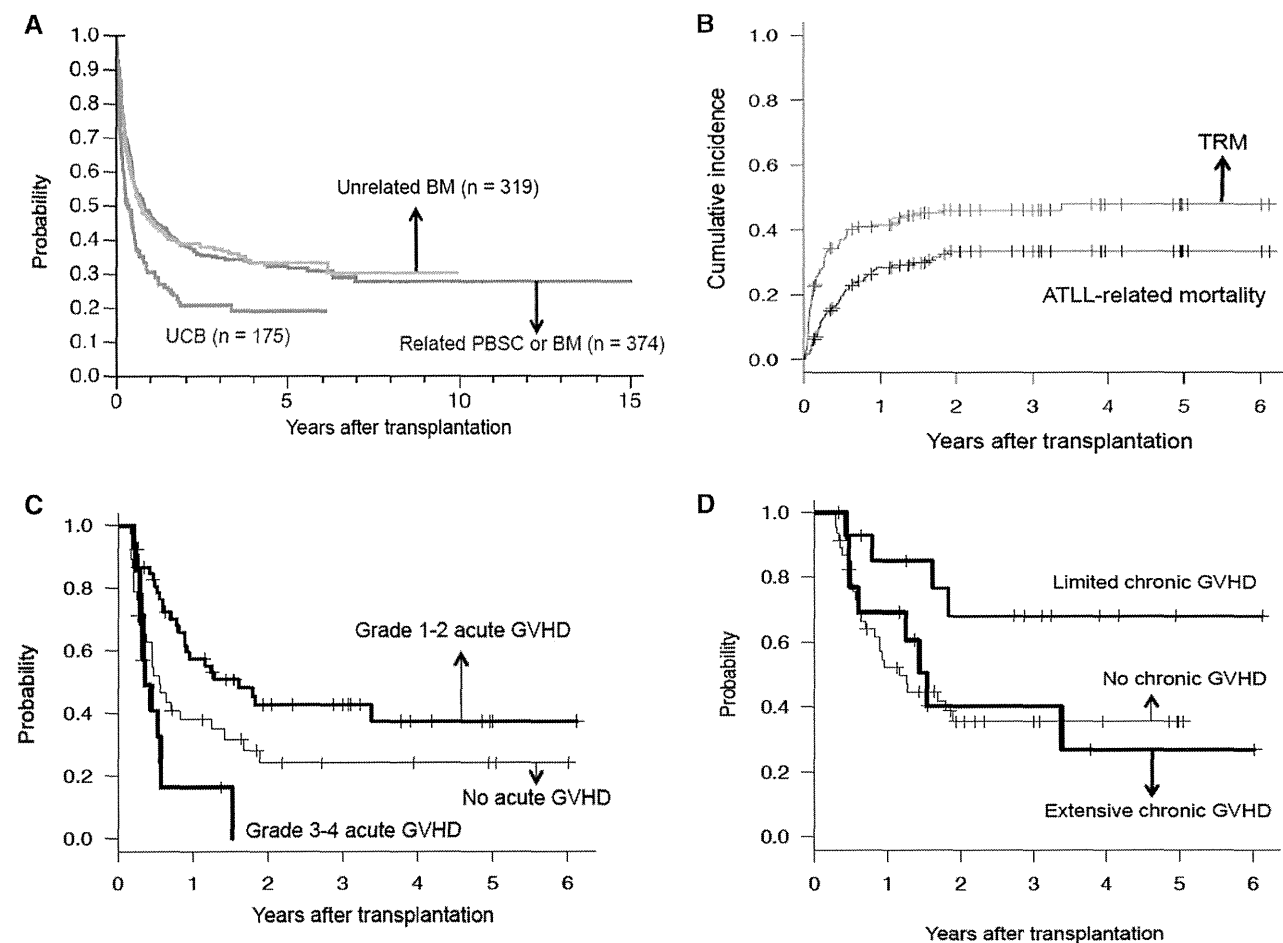 A
1.0
0.9
0.8
0.7
0.6
0.5
0.4
0.3
0.2
0.1
0.0
Probability
Unrelated BM (n = 319)
UCB (n = 175)
Related PBSC or BM (n = 374)
0 5 10 15
Years after transplantation
B
1.0
0.8
0.6
0.4
0.2
0.0
Cumulative incidence
TRM
ATLL-related mortality
0 1 2 3 4 5 6
Years after transplantation
C
1.0
0.8
0.6
0.4
0.2
0.0
Probability
Grade 1-2 acute GVHD
No acute GVHD
Grade 3-4 acute GVHD
0 1 2 3 4 5 6
Years after transplantation
D
1.0
0.8
0.6
0.4
0.2
0.0
Probability
Limited chronic GVHD
No chronic GVHD
Extensive chronic GVHD
0 1 2 3 4 5 6
Years after transplantation